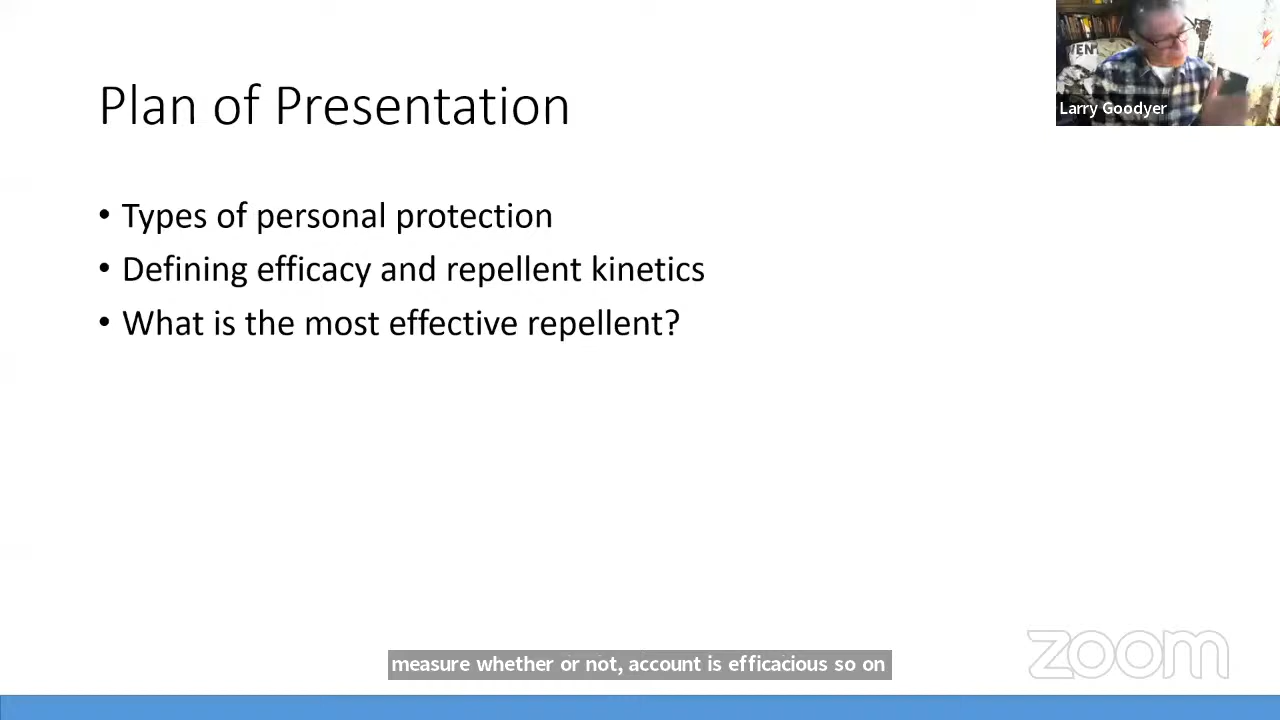 Plan of Presentation
WEN
Larry Goodyer
• Types of personal protection
• Defining efficacy and repellent kinetics
• What is the most effective repellent?
zoom
measure whether or not, account is efficacious so on